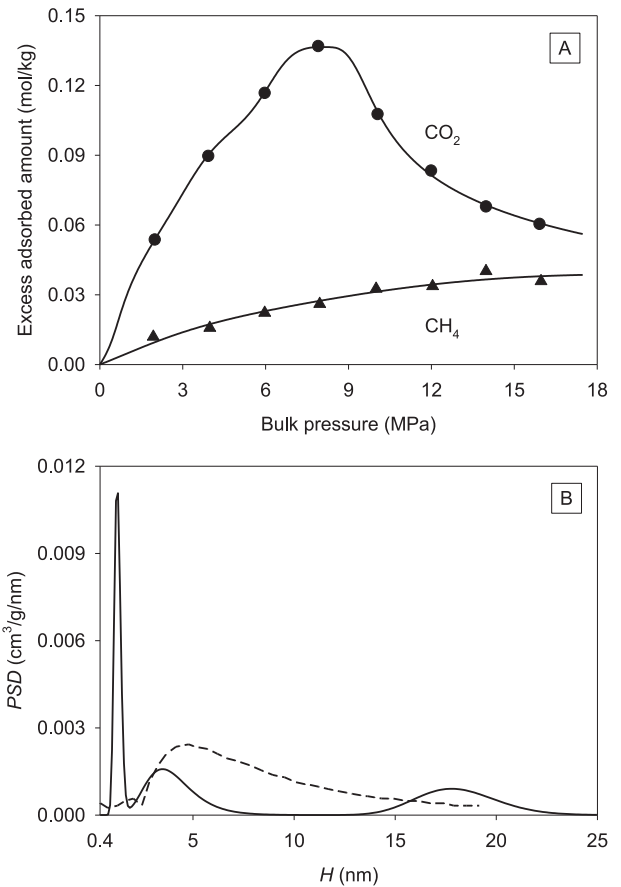 0.15
A
0.12
0.09
0.06
0.03
0.00
Excess adsorbed amount (mol/kg)
CO₂
CH₄
0 3 6 9 12 15 18
Bulk pressure (MPa)
0.012
B
0.009
0.006
0.003
0.000
PSD (cm³/g/nm)
0.4 5 10 15 20 25
H (nm)